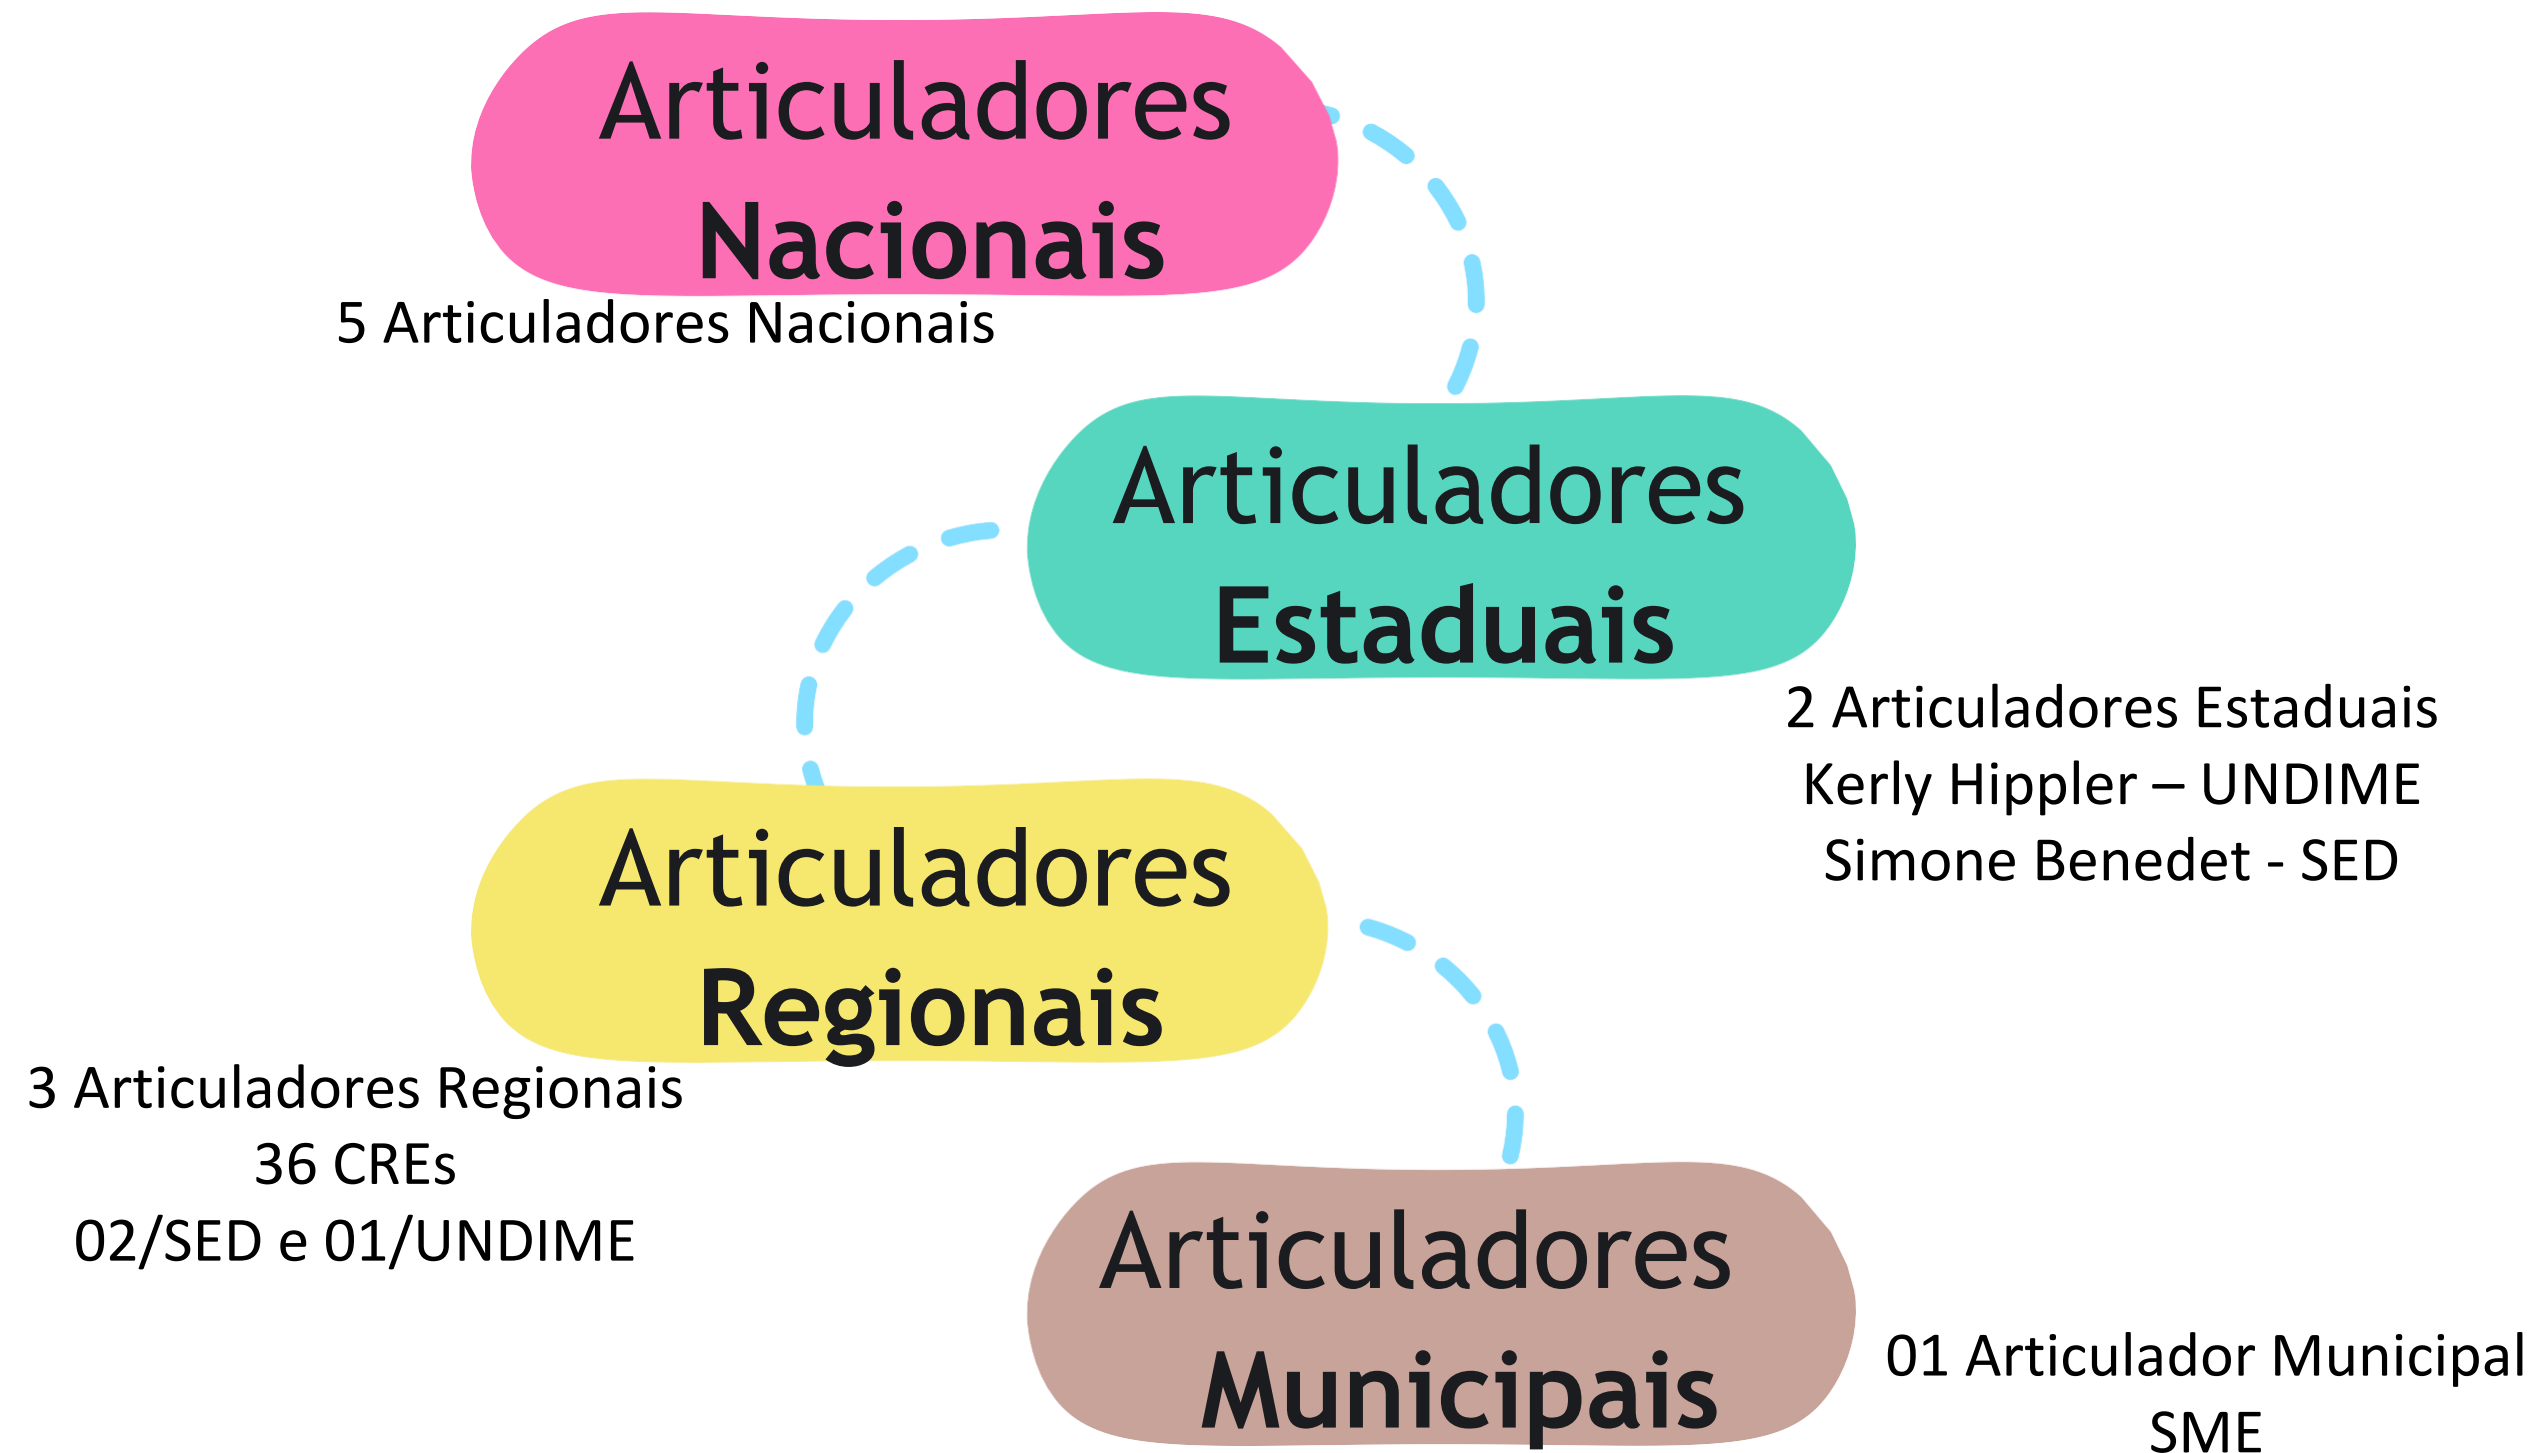 Articuladores
Nacionais
5 Articuladores Nacionais
Articuladores
Estaduais
2 Articuladores Estaduais
Kerly Hippler – UNDIME
Simone Benedet - SED
Articuladores
Regionais
3 Articuladores Regionais
36 CREs
02/SED e 01/UNDIME
Articuladores
Municipais
01 Articulador Municipal
SME